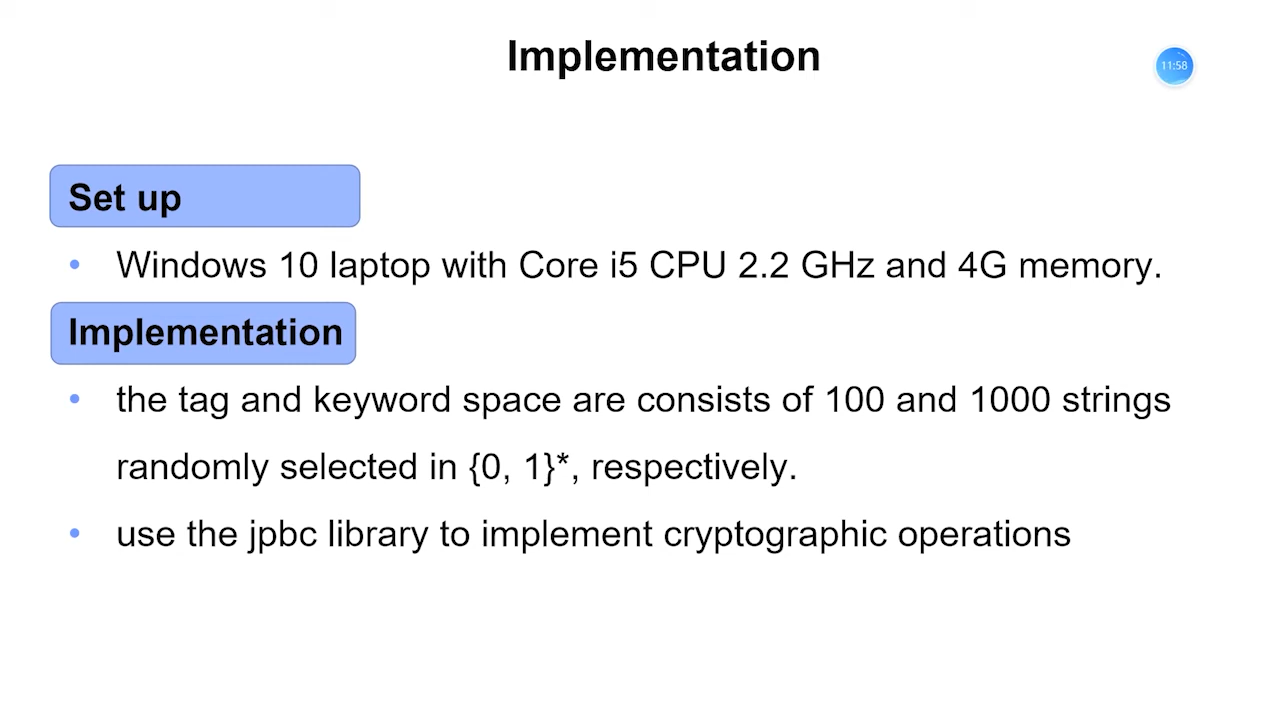 Implementation
11:58
Set up
• Windows 10 laptop with Core i5 CPU 2.2 GHz and 4G memory.
Implementation
• the tag and keyword space are consists of 100 and 1000 strings
randomly selected in {0, 1}*, respectively.
• use the jpbc library to implement cryptographic operations